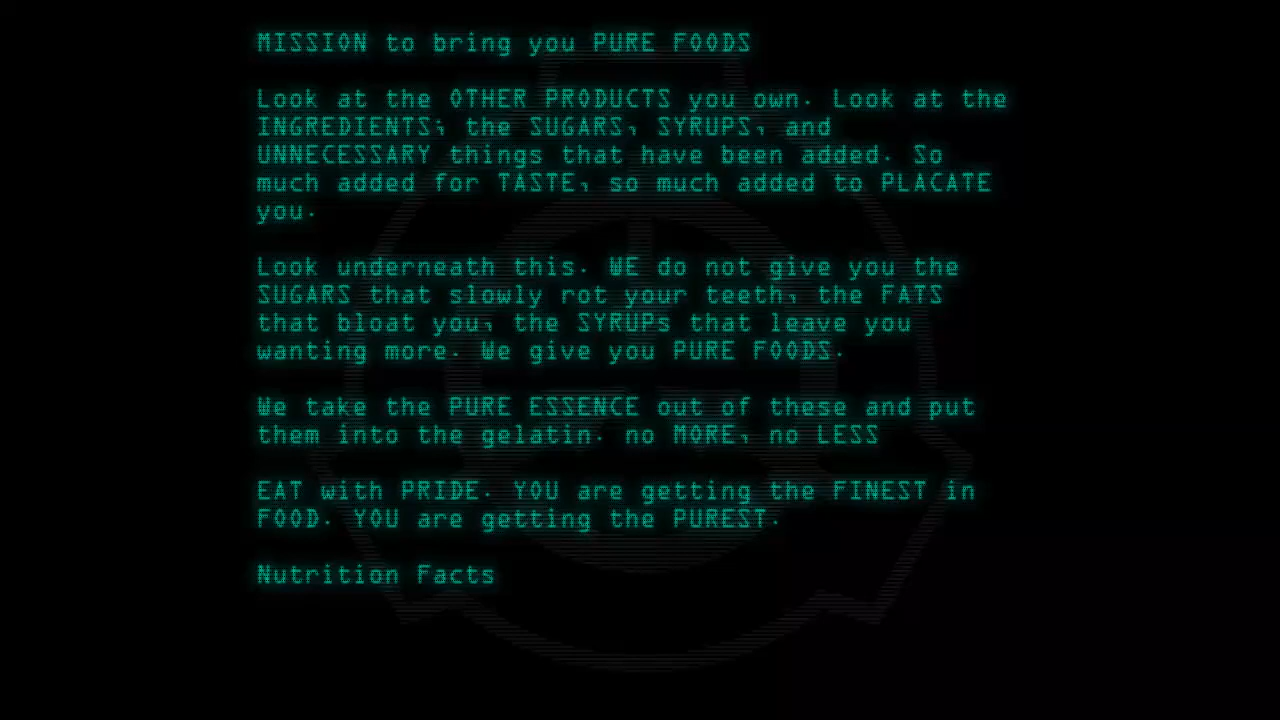 MISSION to bring you PURE FOODS
Look at the OTHER PRODUCTS you own. Look at the
INGREDIENTS, the SUGARS, SYRUPS, and
UNNECESSARY things that have been added. So
much added for TASTE, so much added to PLACATE
you.
Look underneath this. WE do not give you the
SUGARS that slowly rot your teeth, the FATS
that bloat you, the SYRUPs that leave you
wanting more. We give you PURE FOODS.
We take the PURE ESSENCE out of these and put
them into the gelatin. no MORE, no LESS
EAT with PRIDE. YOU are getting the FINEST in
FOOD. YOU are getting the PUREST.
Nutrition Facts